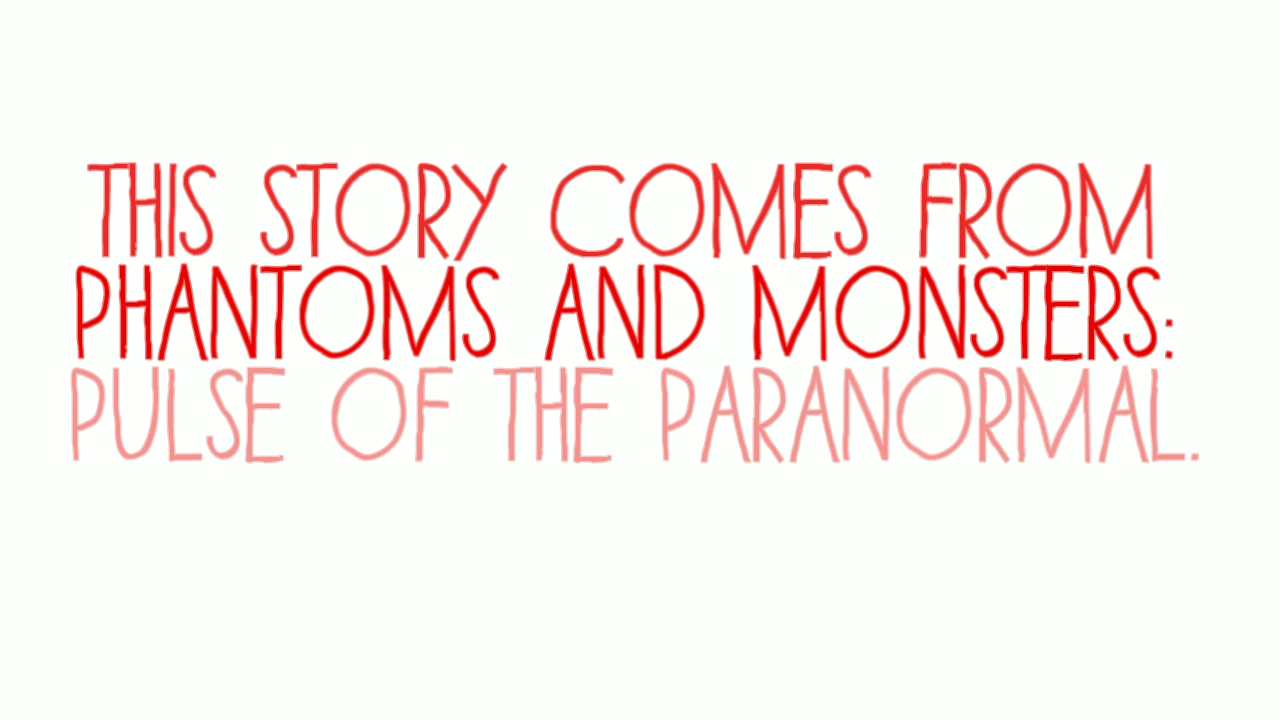 THIS STORY COMES FROM
PHANTOMS AND MONSTERS:
PULSE OF THE PARANORMAL.